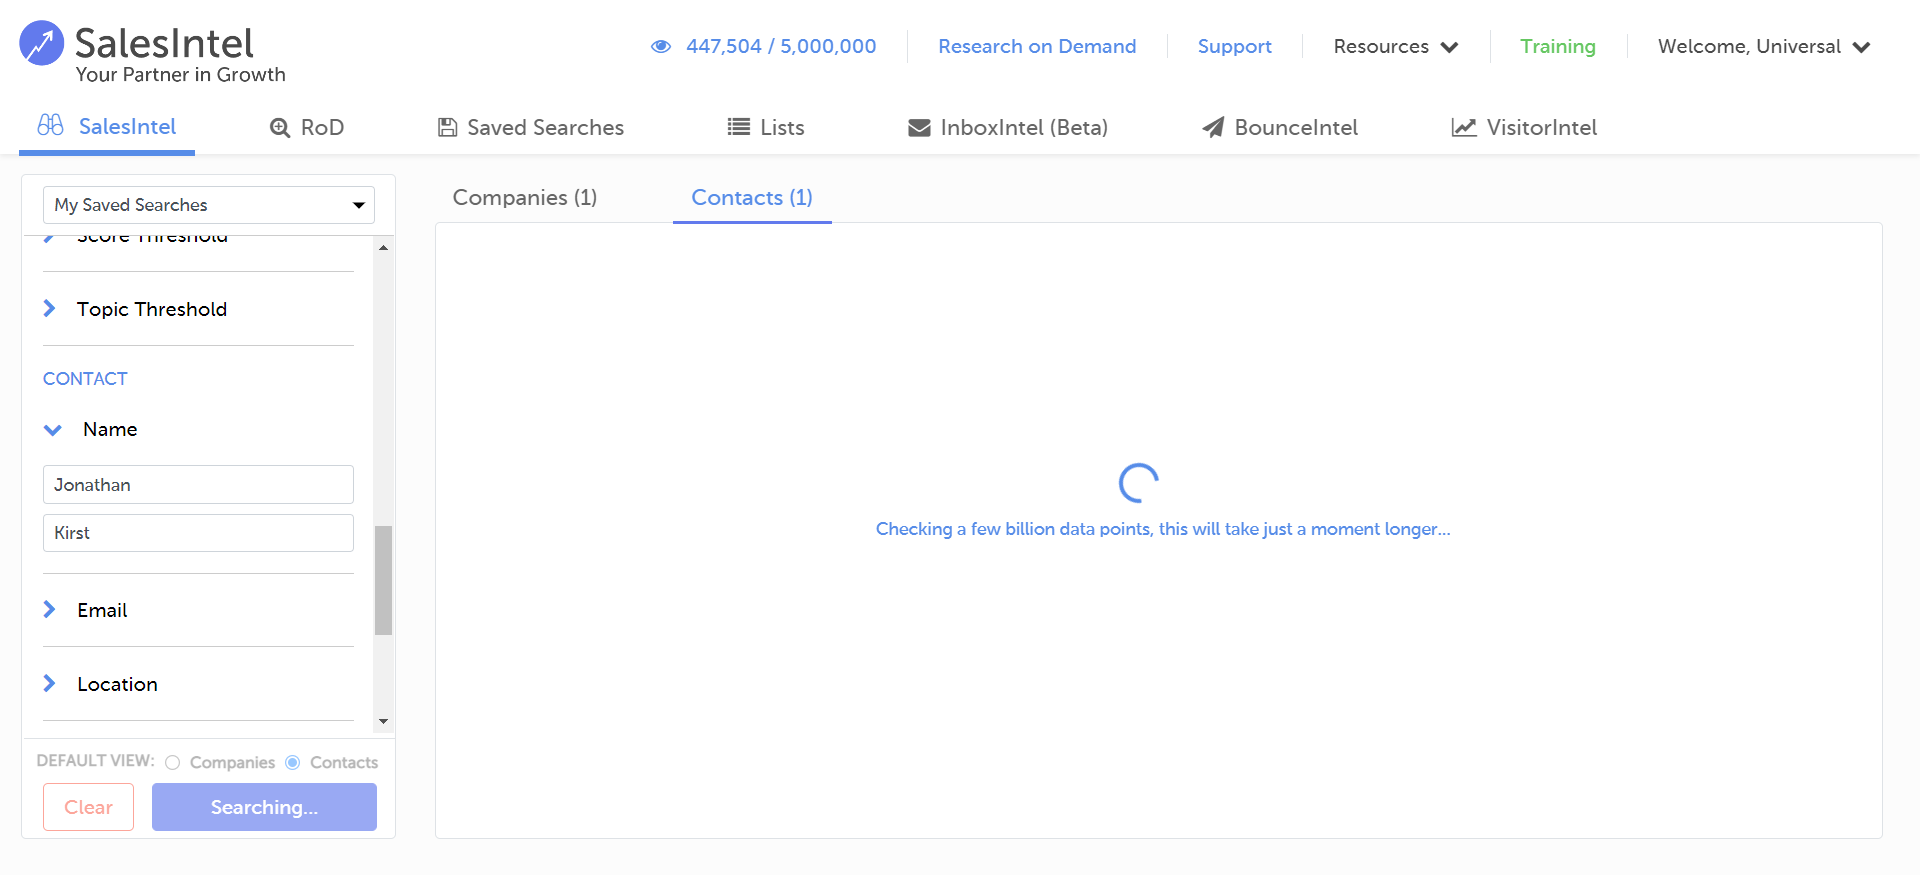 SalesIntel
Your Partner in Growth
447,504 / 5,000,000
Research on Demand
Support
Resources
Training
Welcome, Universal
SalesIntel
RoD
Saved Searches
Lists
InboxIntel (Beta)
BounceIntel
VisitorIntel
My Saved Searches
Score Threshold
Topic Threshold
CONTACT
Name
Jonathan
Kirst
Email
Location
DEFAULT VIEW: Companies Contacts
Clear
Searching...
Companies (1)
Contacts (1)
Checking a few billion data points, this will take just a moment longer...